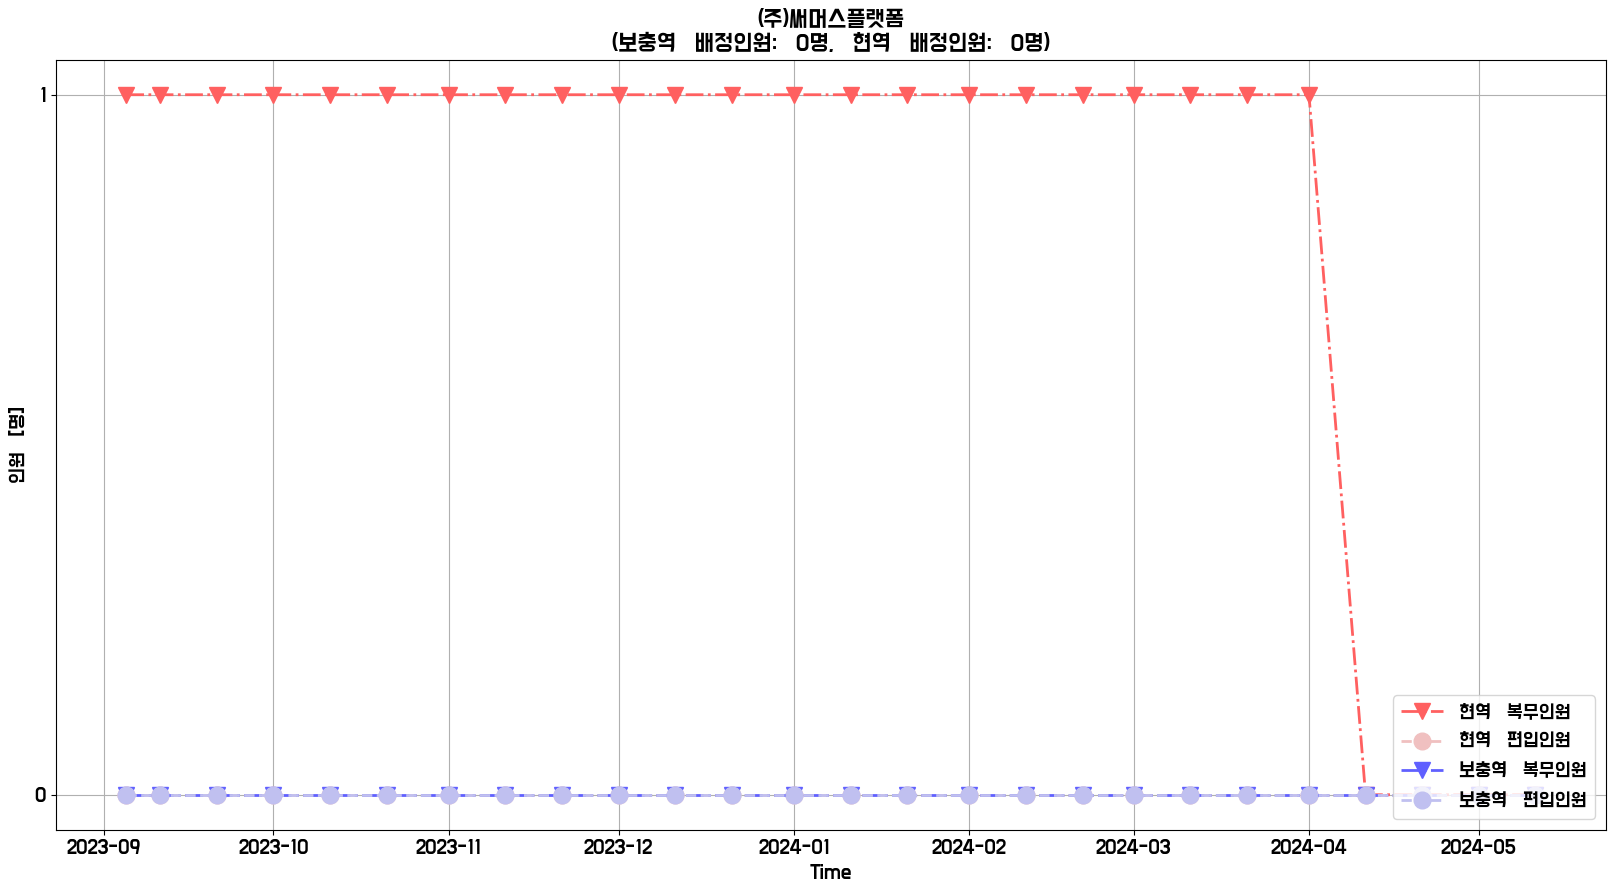 (주)써머스플랫폼
(보충역 배정인원: 0명, 현역 배정인원: 0명)
인원 [명]
1
0
현역 복무인원
현역 편입인원
보충역 복무인원
보충역 편입인원
2023-09 2023-10 2023-11 2023-12 2024-01 2024-02 2024-03 2024-04 2024-05
Time